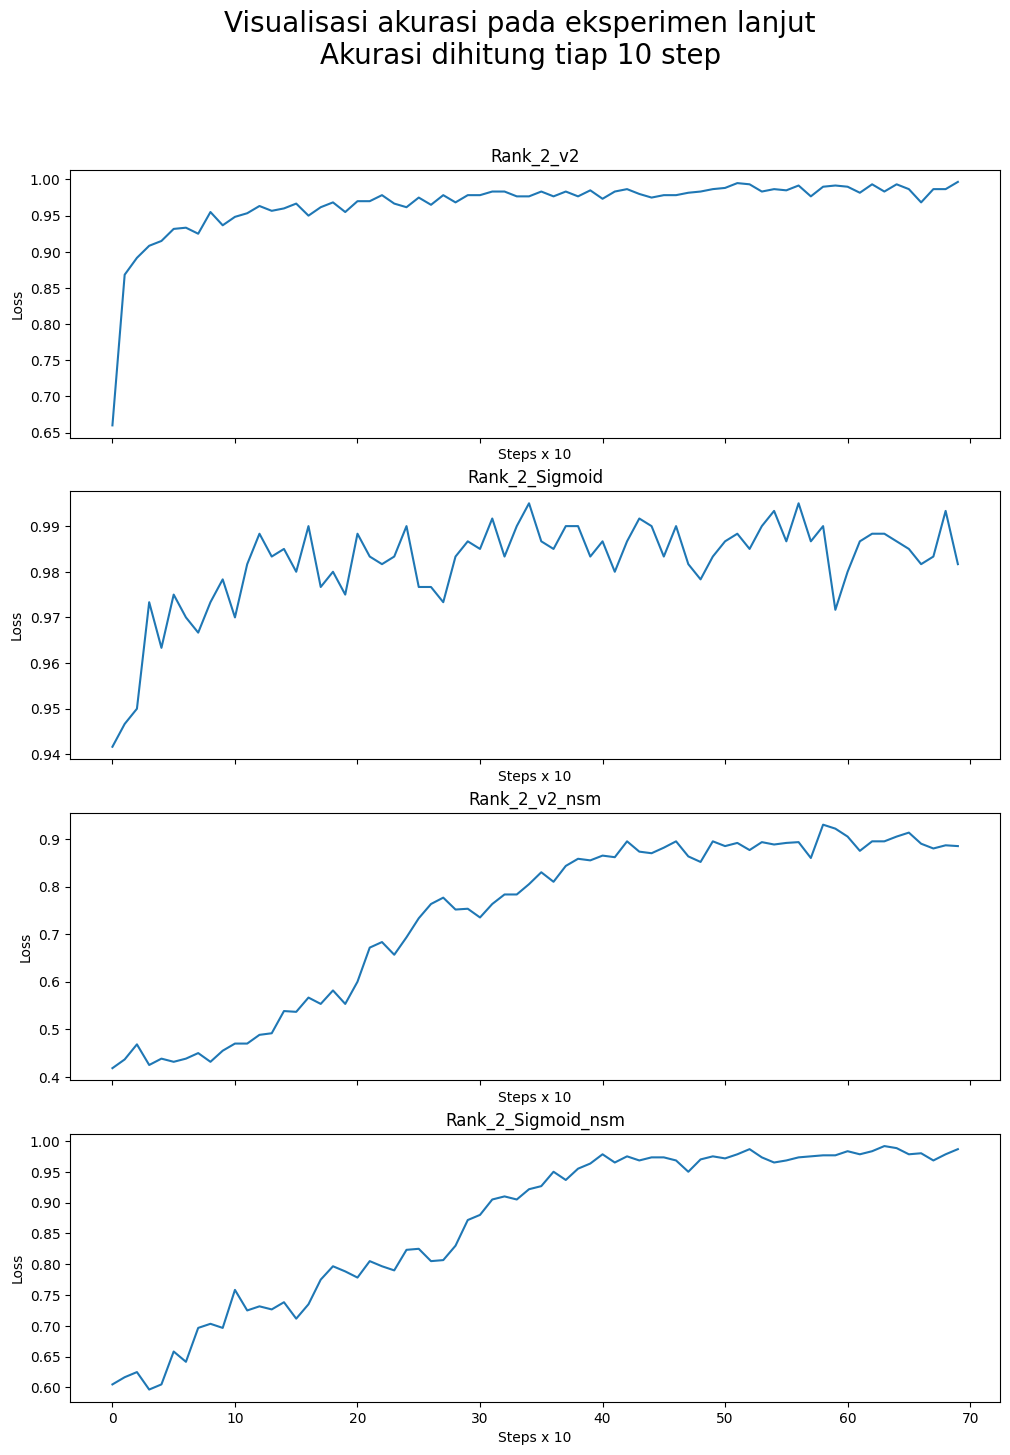 Visualisasi akurasi pada eksperimen lanjut
Akurasi dihitung tiap 10 step
Rank_2_v2
1.00
0.95
0.90
0.85
0.80
0.75
0.70
0.65
Loss
Steps x 10
Rank_2_Sigmoid
0.99
0.98
0.97
0.96
0.95
0.94
Loss
Steps x 10
Rank_2_v2_nsm
0.9
0.8
0.7
0.6
0.5
0.4
Loss
Steps x 10
Rank_2_Sigmoid_nsm
1.00
0.95
0.90
0.85
0.80
0.75
0.70
0.65
0.60
Loss
0 10 20 30 40 50 60 70
Steps x 10